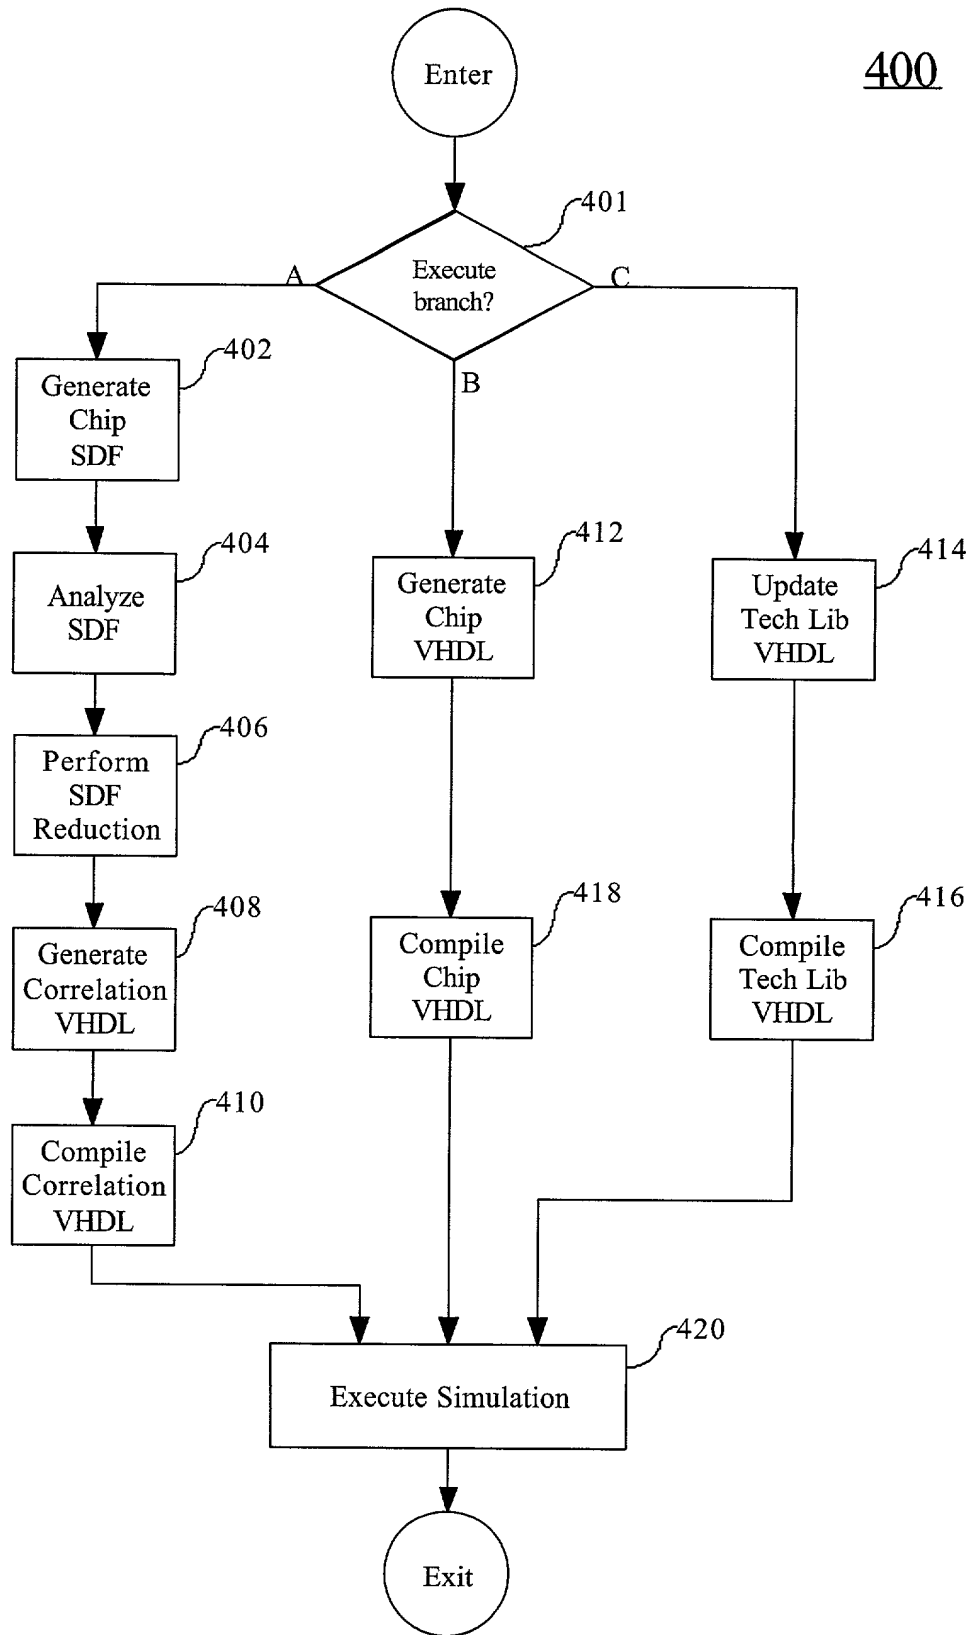 Enter
400
401
Execute
branch?
A
C
B
402
Generate
Chip
SDF
404
Analyze
SDF
406
Perform
SDF
Reduction
408
Generate
Correlation
VHDL
410
Compile
Correlation
VHDL
412
Generate
Chip
VHDL
418
Compile
Chip
VHDL
414
Update
Tech Lib
VHDL
416
Compile
Tech Lib
VHDL
420
Execute Simulation
Exit